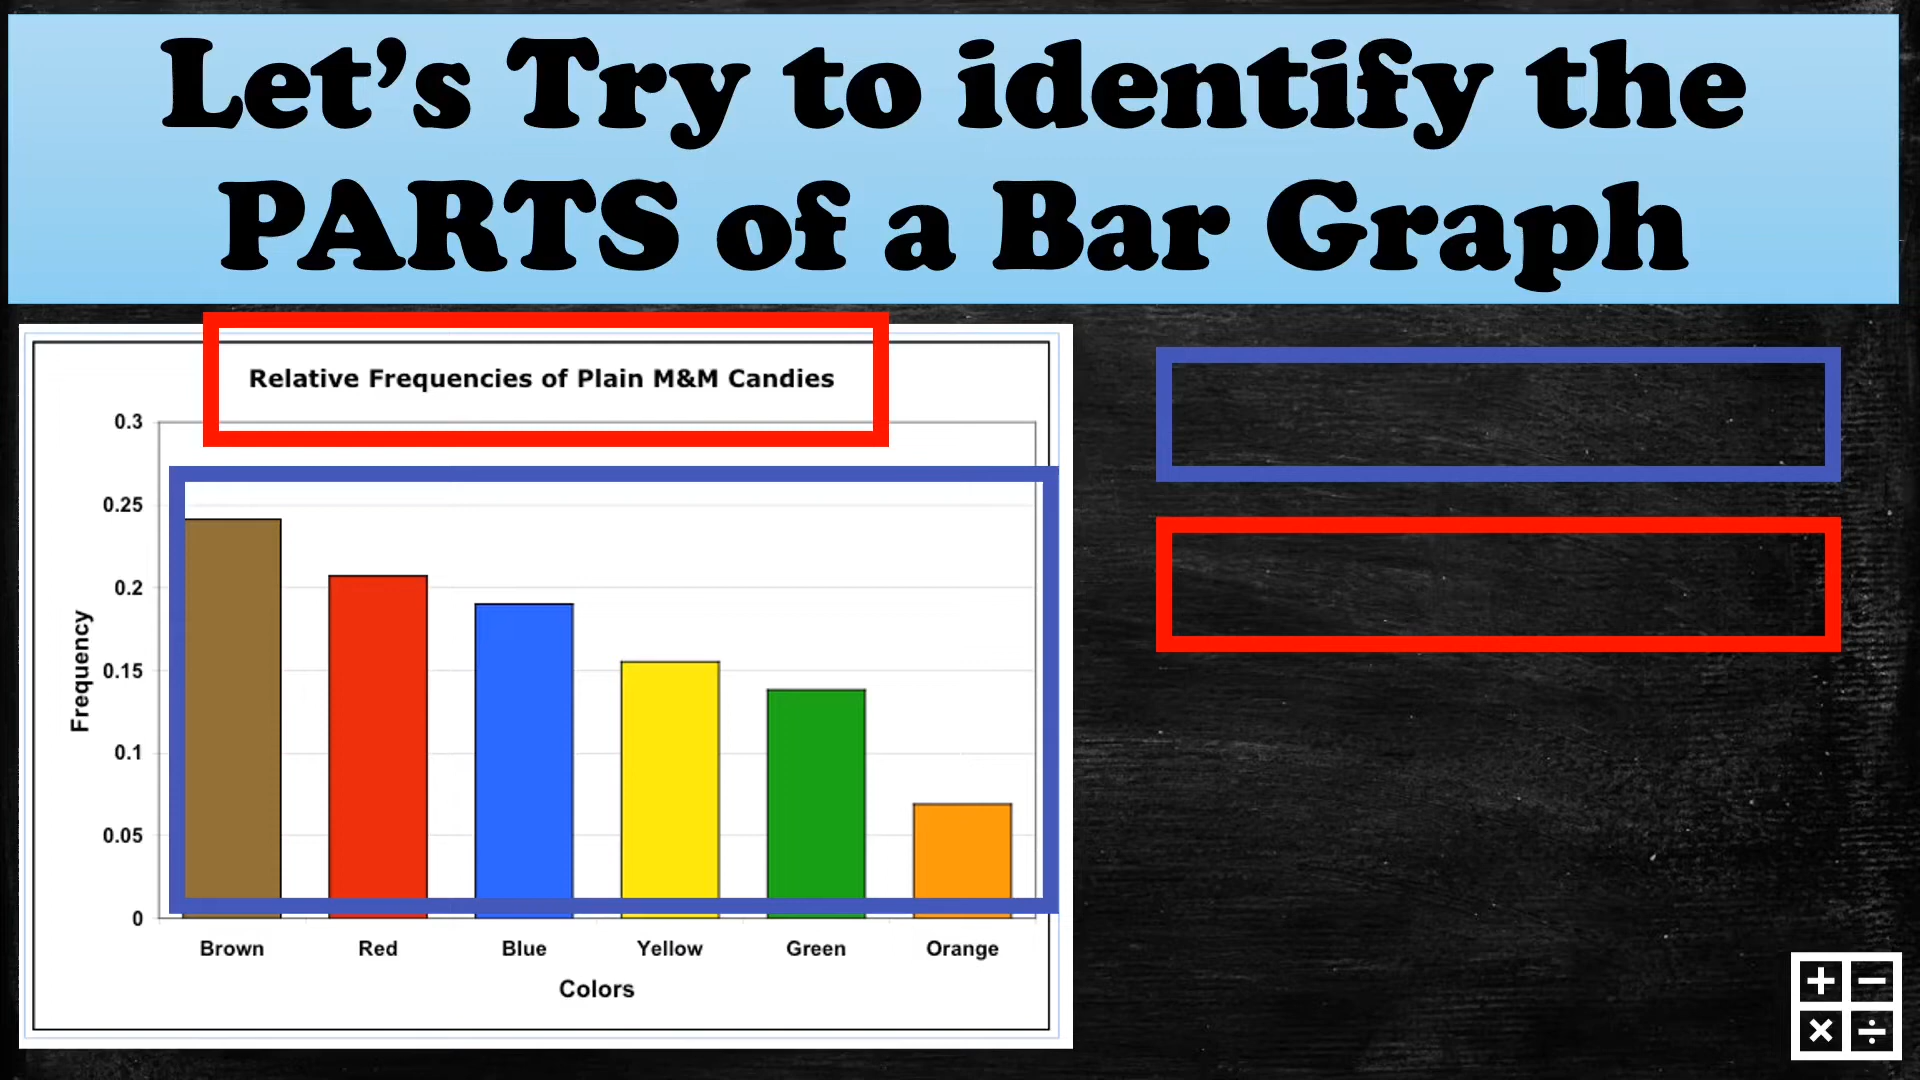 Let's Try to identify the
PARTS of a Bar Graph
Relative Frequencies of Plain M&M Candies
0.3
0.25
0.2
0.15
0.1
0.05
0
Frequency
Brown Red Blue Yellow Green Orange
Colors
+ −
× ÷